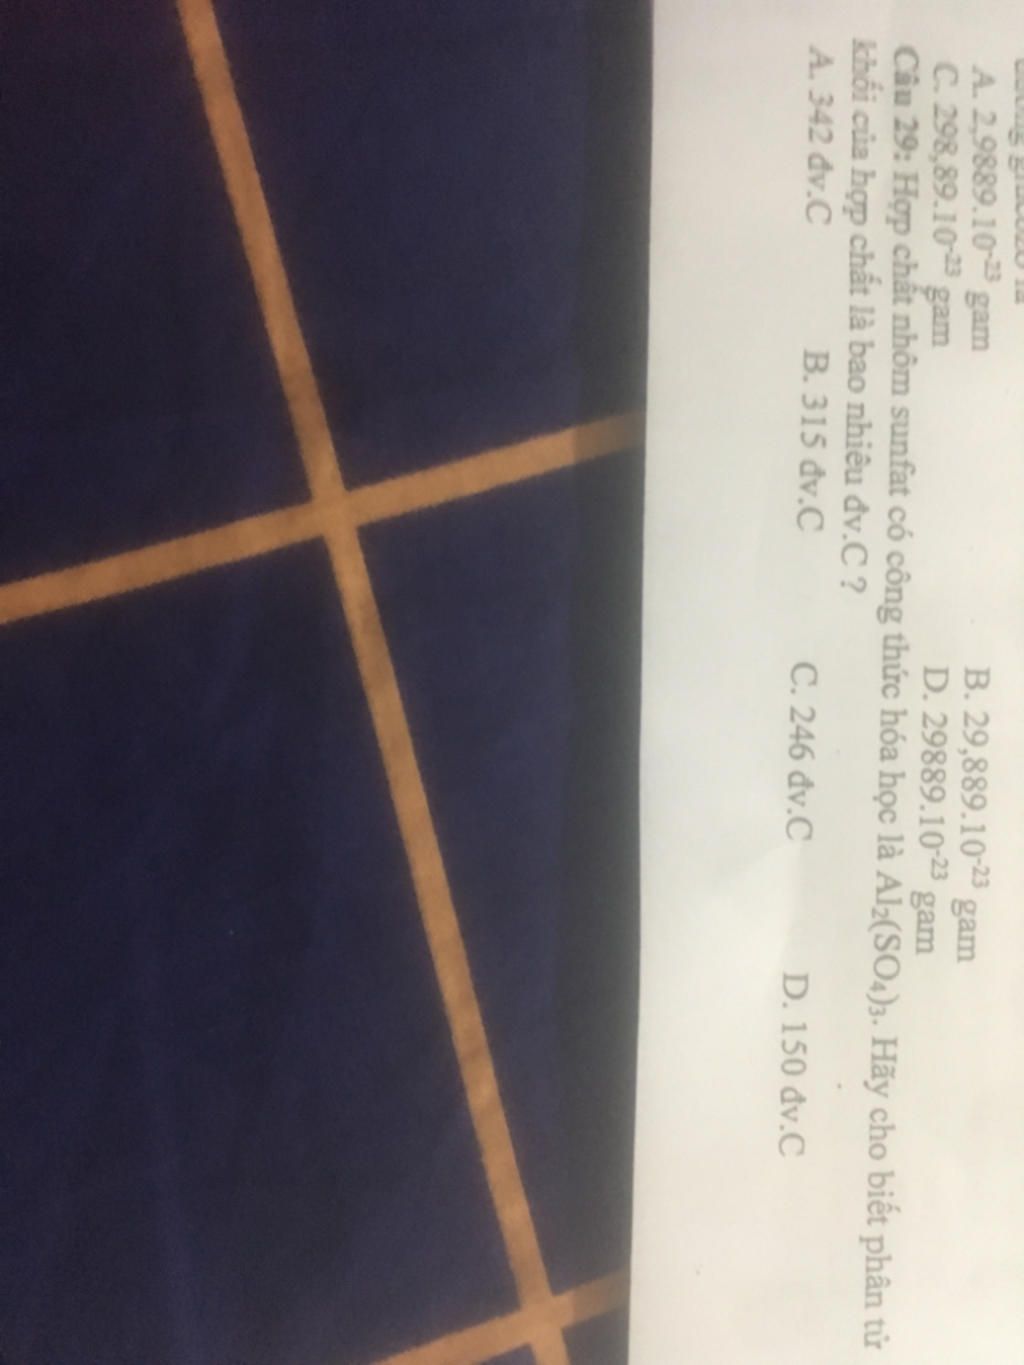 là
A. 2,9889.10-23 gam B. 29,889.10-23 gam
C. 298,89.10-23 gam D. 29889.10-23 gam
Câu 29: Hợp chất nhôm sunfat có công thức hóa học là Al2(SO4)3. Hãy cho biết phân tử
khối của hợp chất là bao nhiêu đv.C ?
A. 342 đv.C B. 315 đv.C C. 246 đv.C D. 150 đv.C